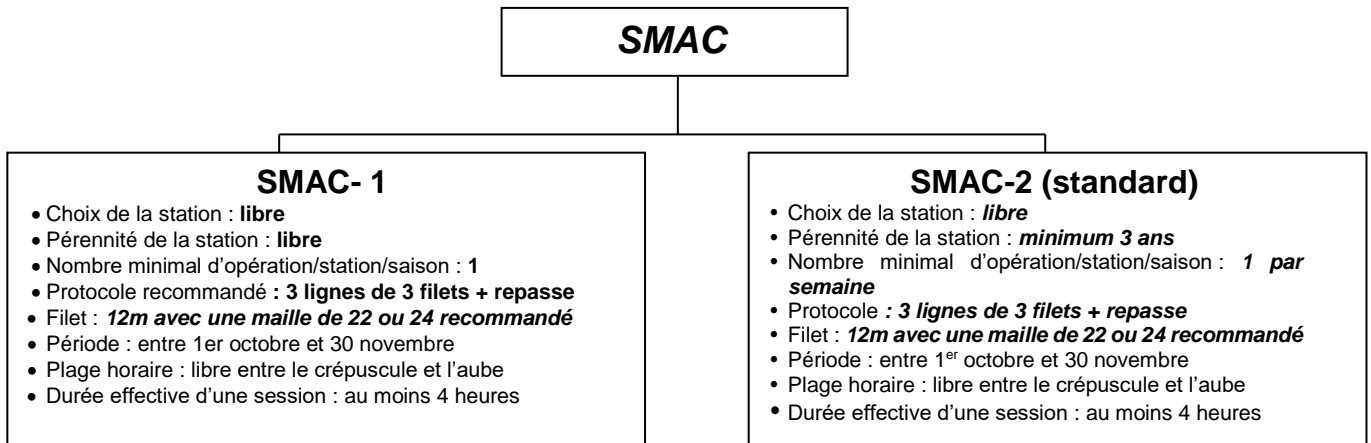 SMAC
SMAC- 1
• Choix de la station : libre
• Pérennité de la station : libre
• Nombre minimal d’opération/station/saison : 1
• Protocole recommandé : 3 lignes de 3 filets + repasse
• Filet : 12m avec une maille de 22 ou 24 recommandé
• Période : entre 1er octobre et 30 novembre
• Plage horaire : libre entre le crépuscule et l’aube
• Durée effective d’une session : au moins 4 heures
SMAC-2 (standard)
• Choix de la station : libre
• Pérennité de la station : minimum 3 ans
• Nombre minimal d’opération/station/saison : 1 par
semaine
• Protocole : 3 lignes de 3 filets + repasse
• Filet : 12m avec une maille de 22 ou 24 recommandé
• Période : entre 1er octobre et 30 novembre
• Plage horaire : libre entre le crépuscule et l’aube
• Durée effective d’une session : au moins 4 heures